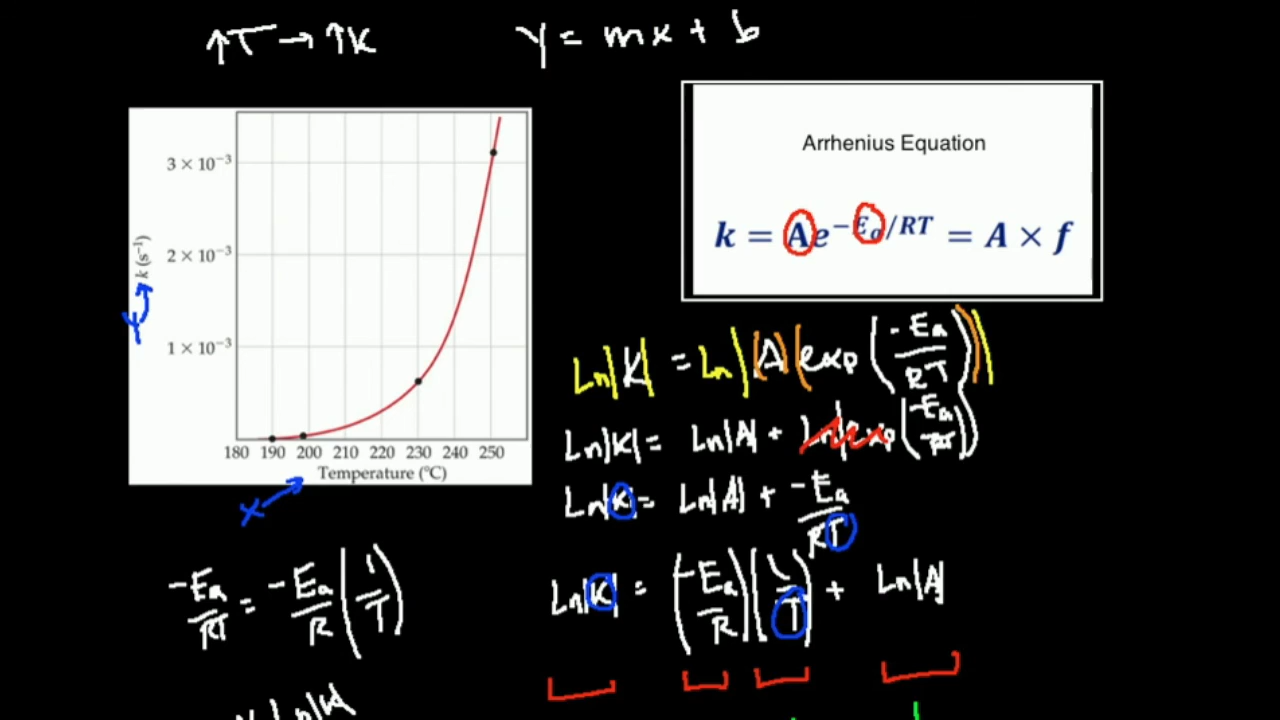 ↑T → ↑K
y = mx + b
3 × 10⁻³
2 × 10⁻³
1 × 10⁻³
k (s⁻¹)
Y
180 190 200 210 220 230 240 250
Temperature (°C)
X
Arrhenius Equation
k = Ae^(−Eₐ/RT) = A × f
Ln|K| = Ln|(A)(exp(-Ea/RT))|
Ln|K| = Ln|A| + Ln|exp(-Ea/RT)|
Ln|K| = Ln|A| + -Ea/RT
Ln|K| = (-Ea/R)(1/T) + Ln|A|
-Ea/RT = -Ea/R (1/T)
Ln|K|